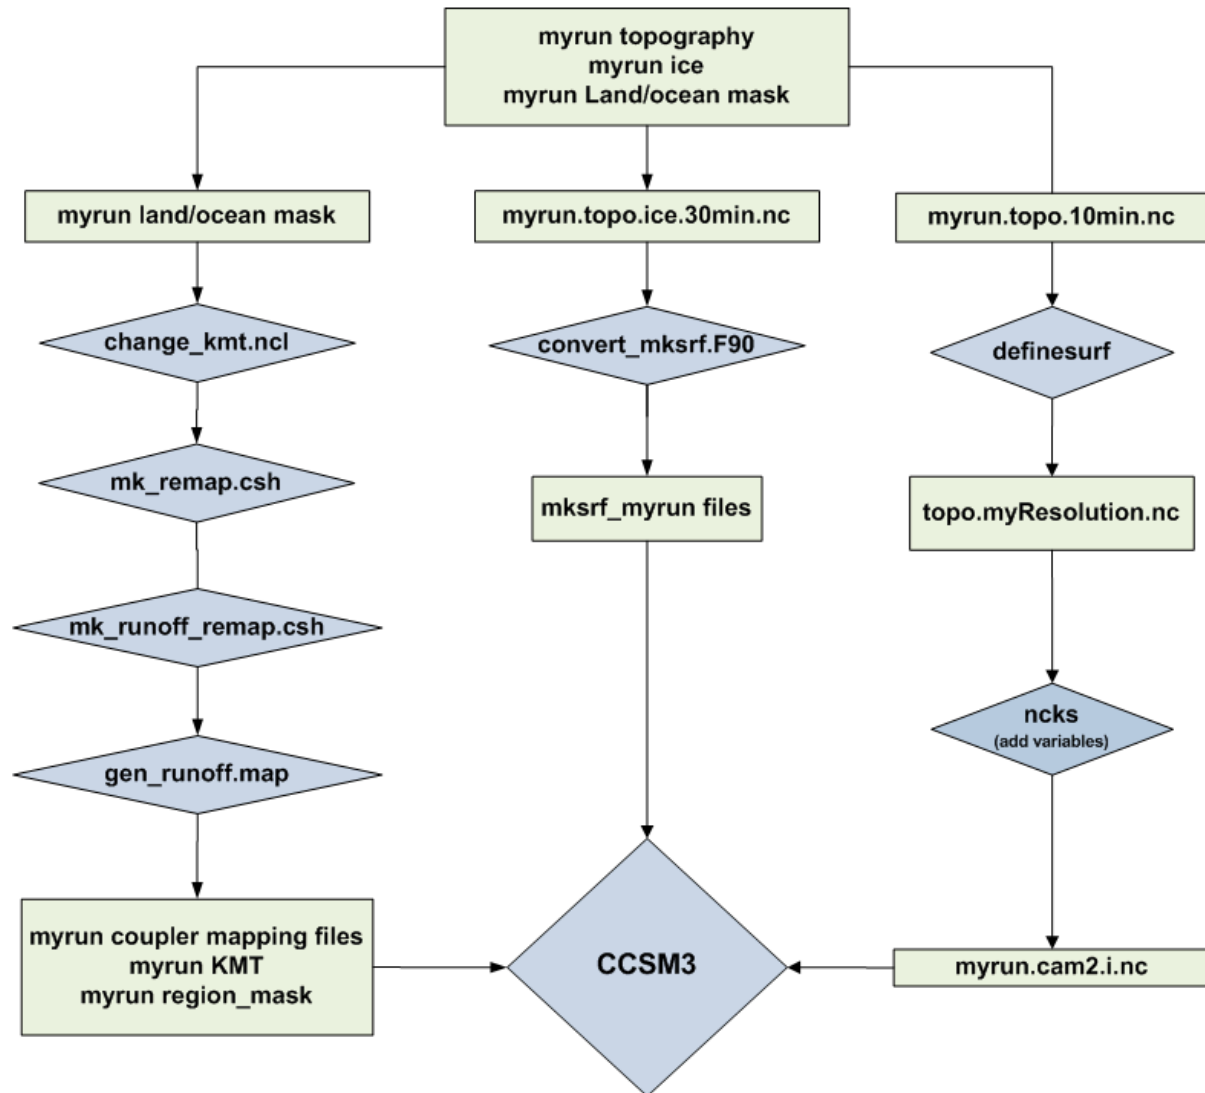 myrun topography
myrun ice
myrun Land/ocean mask
myrun land/ocean mask
myrun.topo.ice.30min.nc
myrun.topo.10min.nc
change_kmt.ncl
convert_mksrf.F90
definesurf
mk_remap.csh
mksrf_myrun files
topo.myResolution.nc
mk_runoff_remap.csh
ncks
(add variables)
gen_runoff.map
myrun coupler mapping files
myrun KMT
myrun region_mask
CCSM3
myrun.cam2.i.nc